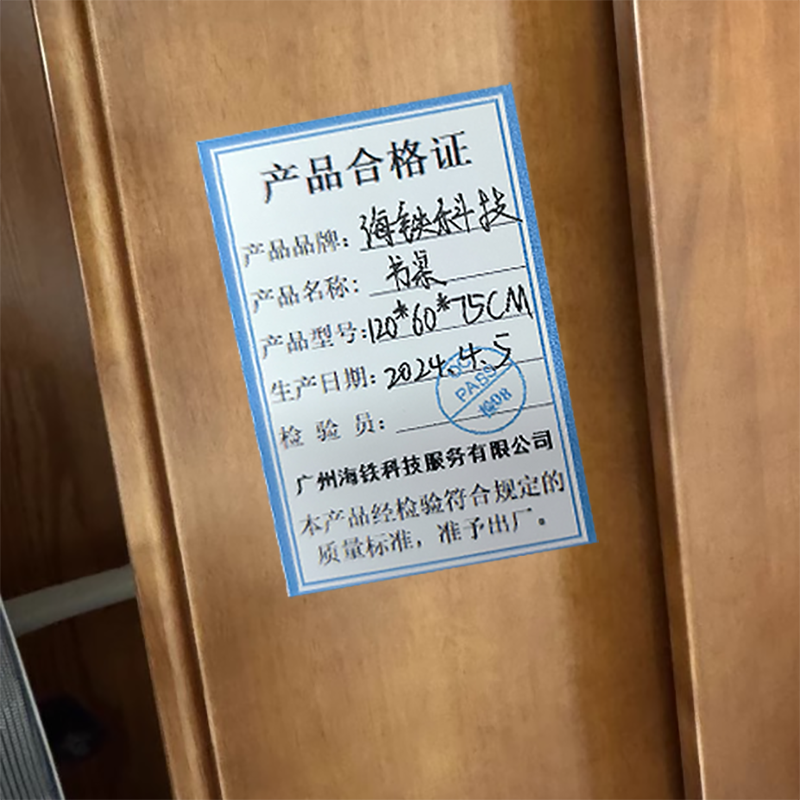 产品合格证
产品品牌：海铁科技
产品名称：书桌
产品型号：120*60*75CM
生产日期：2024.4.5
检验员：
QC
PASS
1608
广州海铁科技服务有限公司
本产品经检验符合规定的
质量标准，准予出厂。